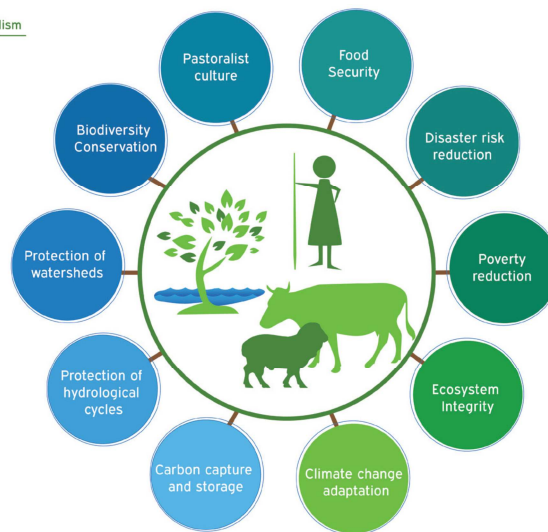 Pastoralist
culture
Food
Security
Biodiversity
Conservation
Disaster risk
reduction
Protection of
watersheds
Poverty
reduction
Protection of
hydrological
cycles
Ecosystem
Integrity
Carbon capture
and storage
Climate change
adaptation